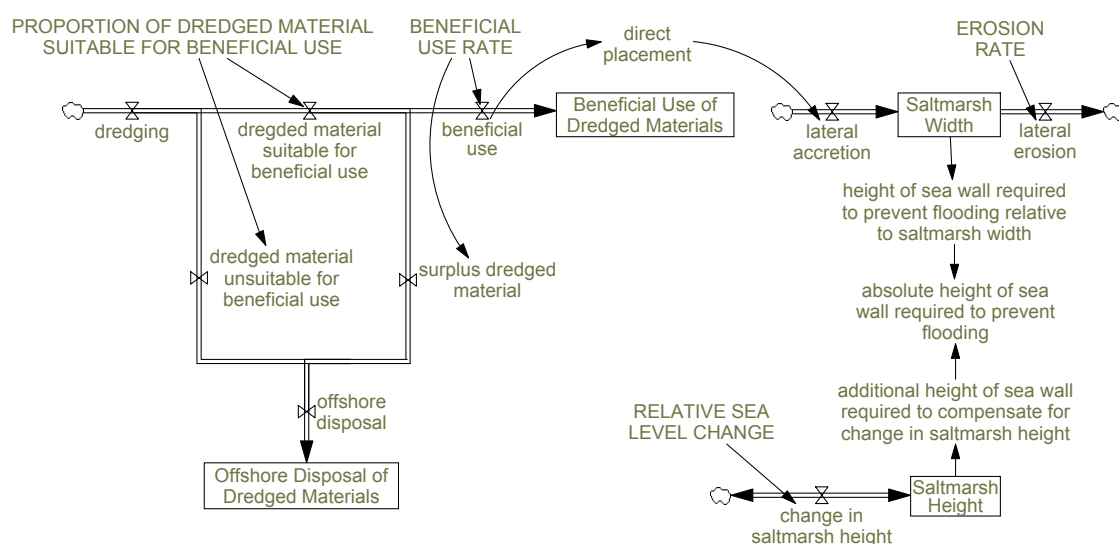 PROPORTION OF DREDGED MATERIAL
SUITABLE FOR BENEFICIAL USE
BENEFICIAL
USE RATE
direct
placement
EROSION
RATE
dredging
dregded material
suitable for
beneficial use
beneficial
use
Beneficial Use of
Dredged Materials
lateral
accretion
Saltmarsh
Width
lateral
erosion
dredged material
unsuitable for
beneficial use
surplus dredged
material
height of sea wall required
to prevent flooding relative
to saltmarsh width
absolute height of sea
wall required to prevent
flooding
offshore
disposal
Offshore Disposal of
Dredged Materials
RELATIVE SEA
LEVEL CHANGE
additional height of sea wall
required to compensate for
change in saltmarsh height
change in
saltmarsh height
Saltmarsh
Height